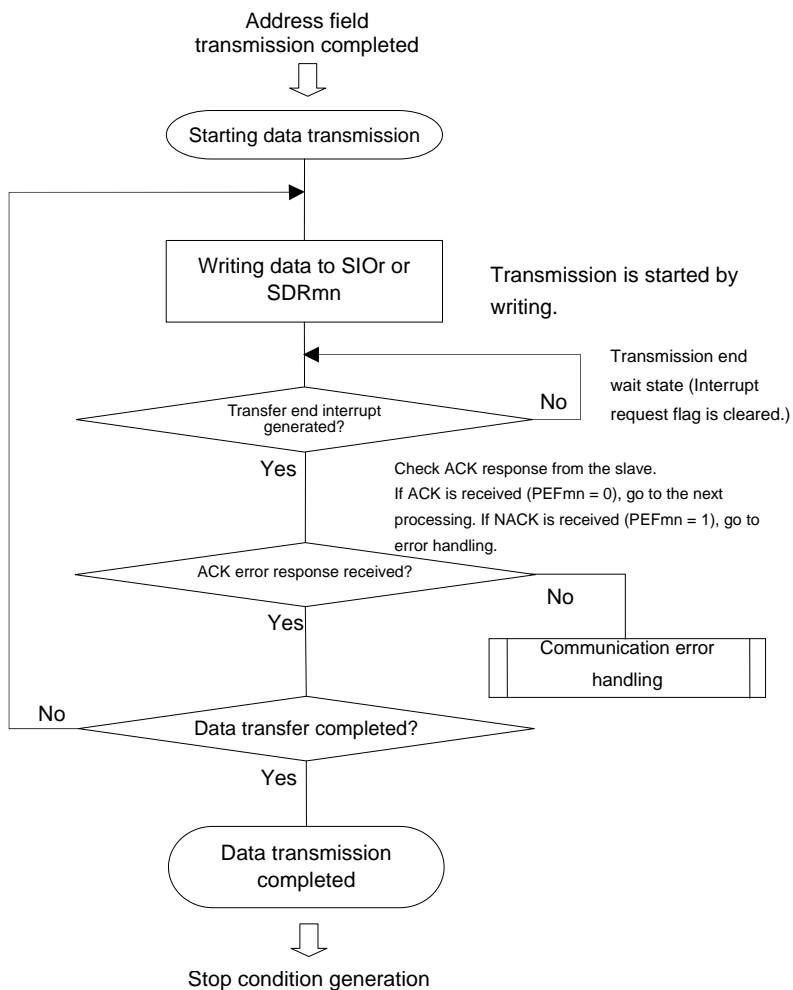 Address field
transmission completed
Starting data transmission
Writing data to SIOr or
SDRmn
Transmission is started by
writing.
Transmission end
wait state (Interrupt
request flag is cleared.)
Transfer end interrupt
generated?
No
Yes
Check ACK response from the slave.
If ACK is received (PEFmn = 0), go to the next
processing. If NACK is received (PEFmn = 1), go to
error handling.
ACK error response received?
No
Yes
Communication error
handling
No
Data transfer completed?
Yes
Data transmission
completed
Stop condition generation